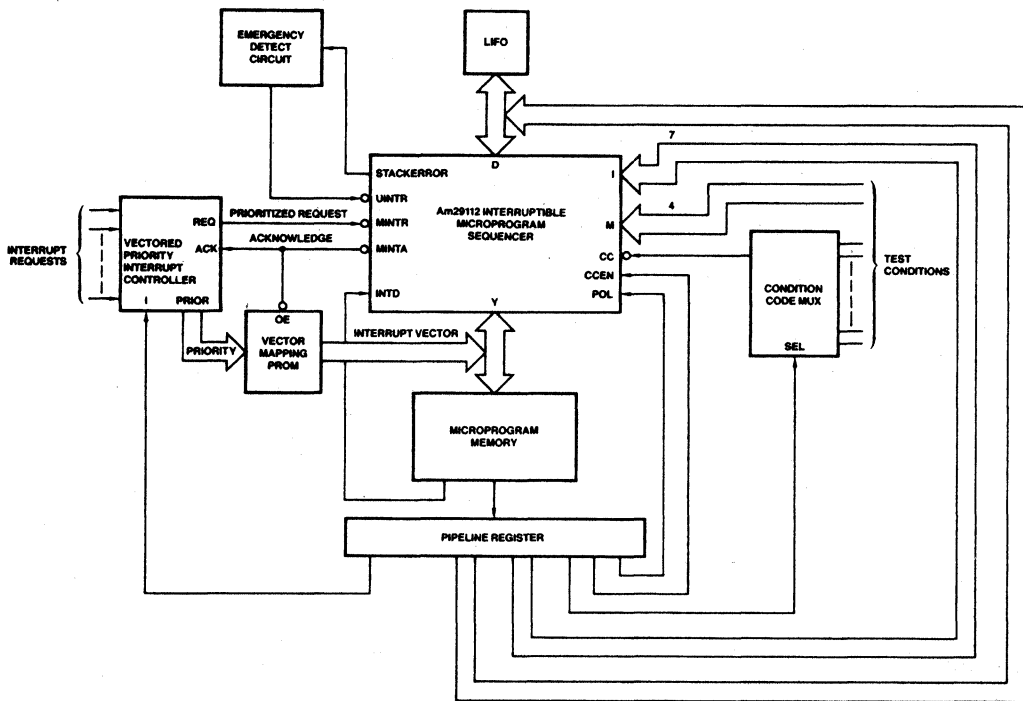 EMERGENCY
DETECT
CIRCUIT
LIFO
7
D
STACKERROR
I
UINTR
Am29112 INTERRUPTIBLE
MICROPROGRAM
SEQUENCER
4
M
INTERRUPT
REQUESTS
REQ
PRIORITIZED REQUEST
MINTR
VECTORED
PRIORITY
INTERRUPT
CONTROLLER
ACK
ACKNOWLEDGE
MINTA
CC
CCEN
POL
TEST
CONDITIONS
CONDITION
CODE MUX
SEL
I
PRIOR
INTD
Y
OE
VECTOR
MAPPING
PROM
PRIORITY
INTERRUPT VECTOR
MICROPROGRAM
MEMORY
PIPELINE REGISTER